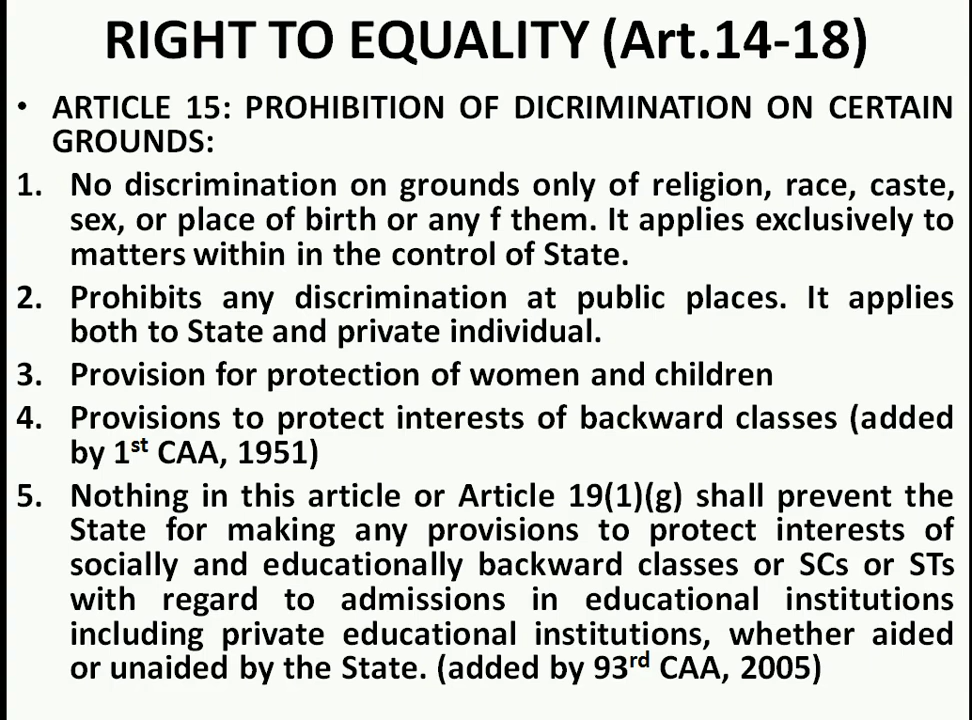 RIGHT TO EQUALITY (Art.14-18)
• ARTICLE 15: PROHIBITION OF DICRIMINATION ON CERTAIN
GROUNDS:
1. No discrimination on grounds only of religion, race, caste,
sex, or place of birth or any f them. It applies exclusively to
matters within in the control of State.
2. Prohibits any discrimination at public places. It applies
both to State and private individual.
3. Provision for protection of women and children
4. Provisions to protect interests of backward classes (added
by 1st CAA, 1951)
5. Nothing in this article or Article 19(1)(g) shall prevent the
State for making any provisions to protect interests of
socially and educationally backward classes or SCs or STs
with regard to admissions in educational institutions
including private educational institutions, whether aided
or unaided by the State. (added by 93rd CAA, 2005)